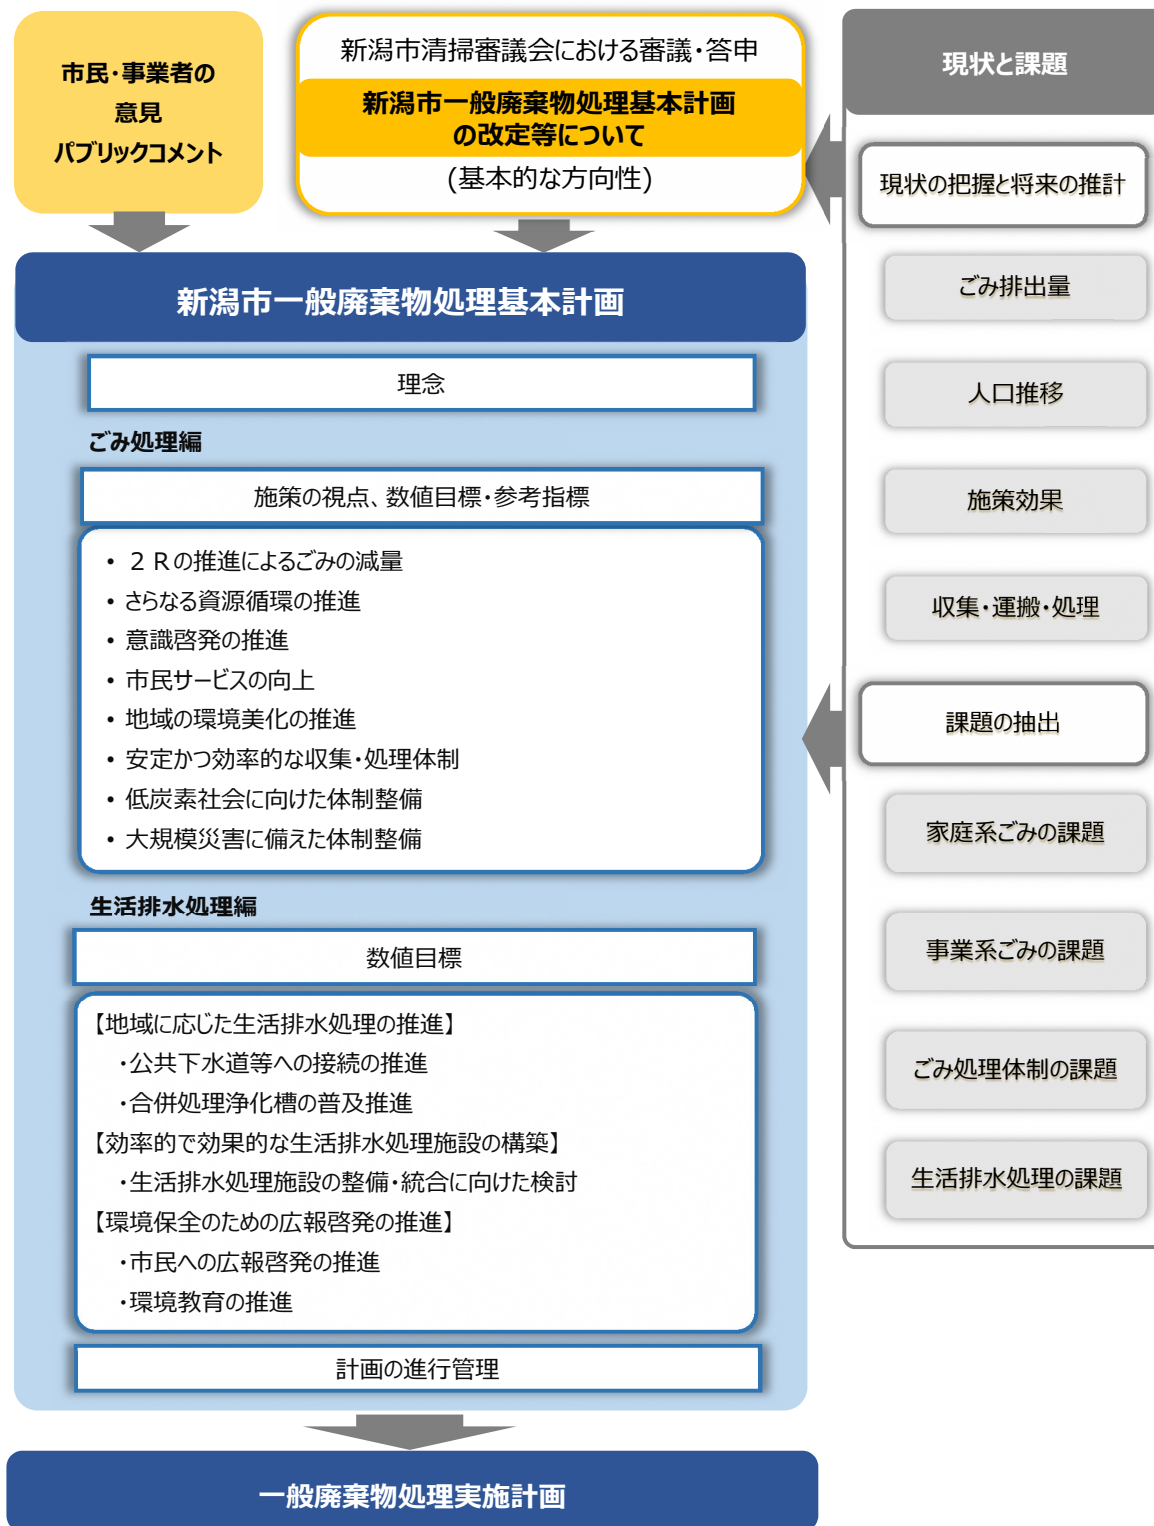 市民・事業者の
意見
パブリックコメント
新潟市清掃審議会における審議・答申
新潟市一般廃棄物処理基本計画
の改定等について
(基本的な方向性)
新潟市一般廃棄物処理基本計画
理念
ごみ処理編
施策の視点、数値目標・参考指標
• ２Ｒの推進によるごみの減量
• さらなる資源循環の推進
• 意識啓発の推進
• 市民サービスの向上
• 地域の環境美化の推進
• 安定かつ効率的な収集・処理体制
• 低炭素社会に向けた体制整備
• 大規模災害に備えた体制整備
生活排水処理編
数値目標
【地域に応じた生活排水処理の推進】
・公共下水道等への接続の推進
・合併処理浄化槽の普及推進
【効率的で効果的な生活排水処理施設の構築】
・生活排水処理施設の整備・統合に向けた検討
【環境保全のための広報啓発の推進】
・市民への広報啓発の推進
・環境教育の推進
計画の進行管理
一般廃棄物処理実施計画
現状と課題
現状の把握と将来の推計
ごみ排出量
人口推移
施策効果
収集・運搬・処理
課題の抽出
家庭系ごみの課題
事業系ごみの課題
ごみ処理体制の課題
生活排水処理の課題